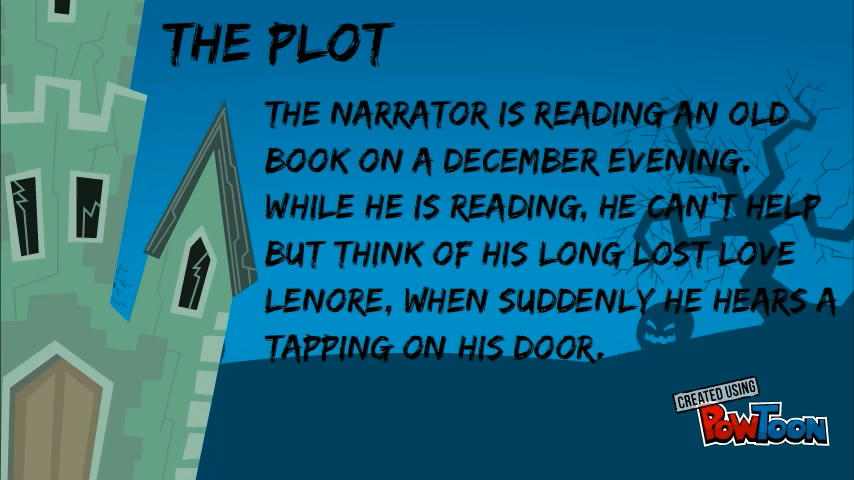 THE PLOT
THE NARRATOR IS READING AN OLD
BOOK ON A DECEMBER EVENING.
WHILE HE IS READING, HE CAN'T HELP
BUT THINK OF HIS LONG LOST LOVE
LENORE, WHEN SUDDENLY HE HEARS A
TAPPING ON HIS DOOR.
CREATED USING
POWTOON